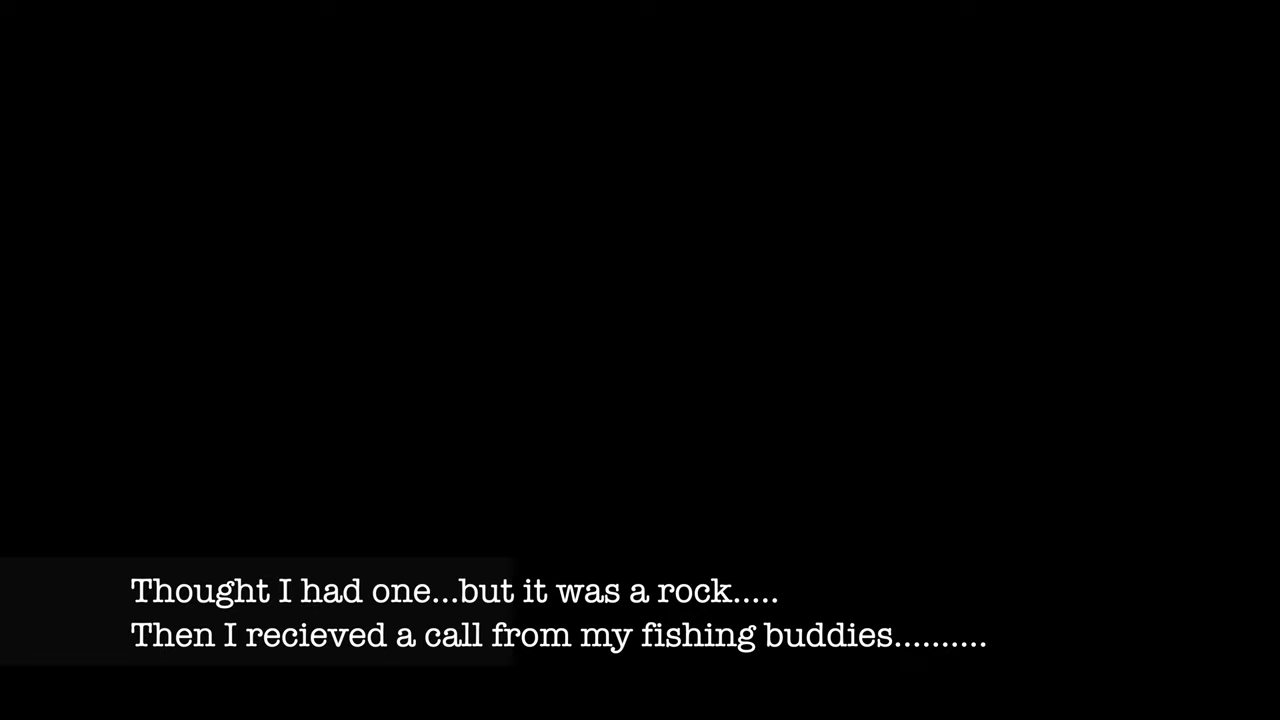 Thought I had one...but it was a rock.....
Then I recieved a call from my fishing buddies..........